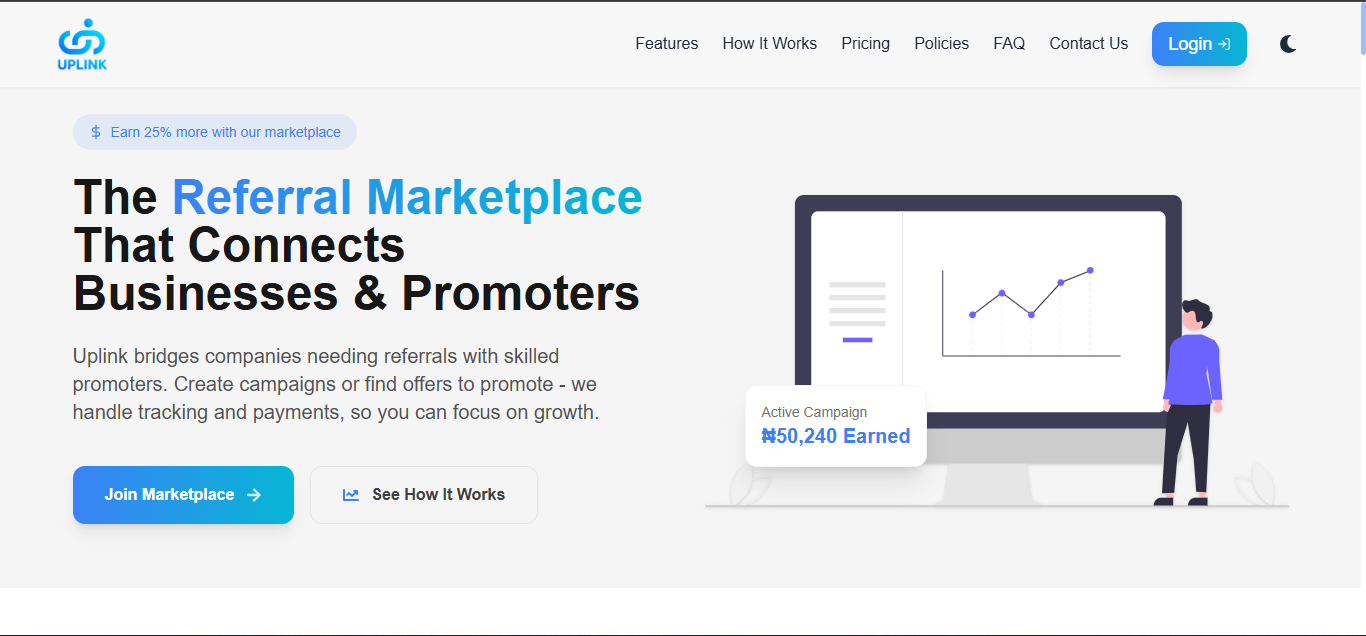 UPLINK
Features
How It Works
Pricing
Policies
FAQ
Contact Us
Login
$ Earn 25% more with our marketplace
The Referral Marketplace
That Connects
Businesses & Promoters
Uplink bridges companies needing referrals with skilled
promoters. Create campaigns or find offers to promote - we
handle tracking and payments, so you can focus on growth.
Join Marketplace
See How It Works
Active Campaign
₦50,240 Earned